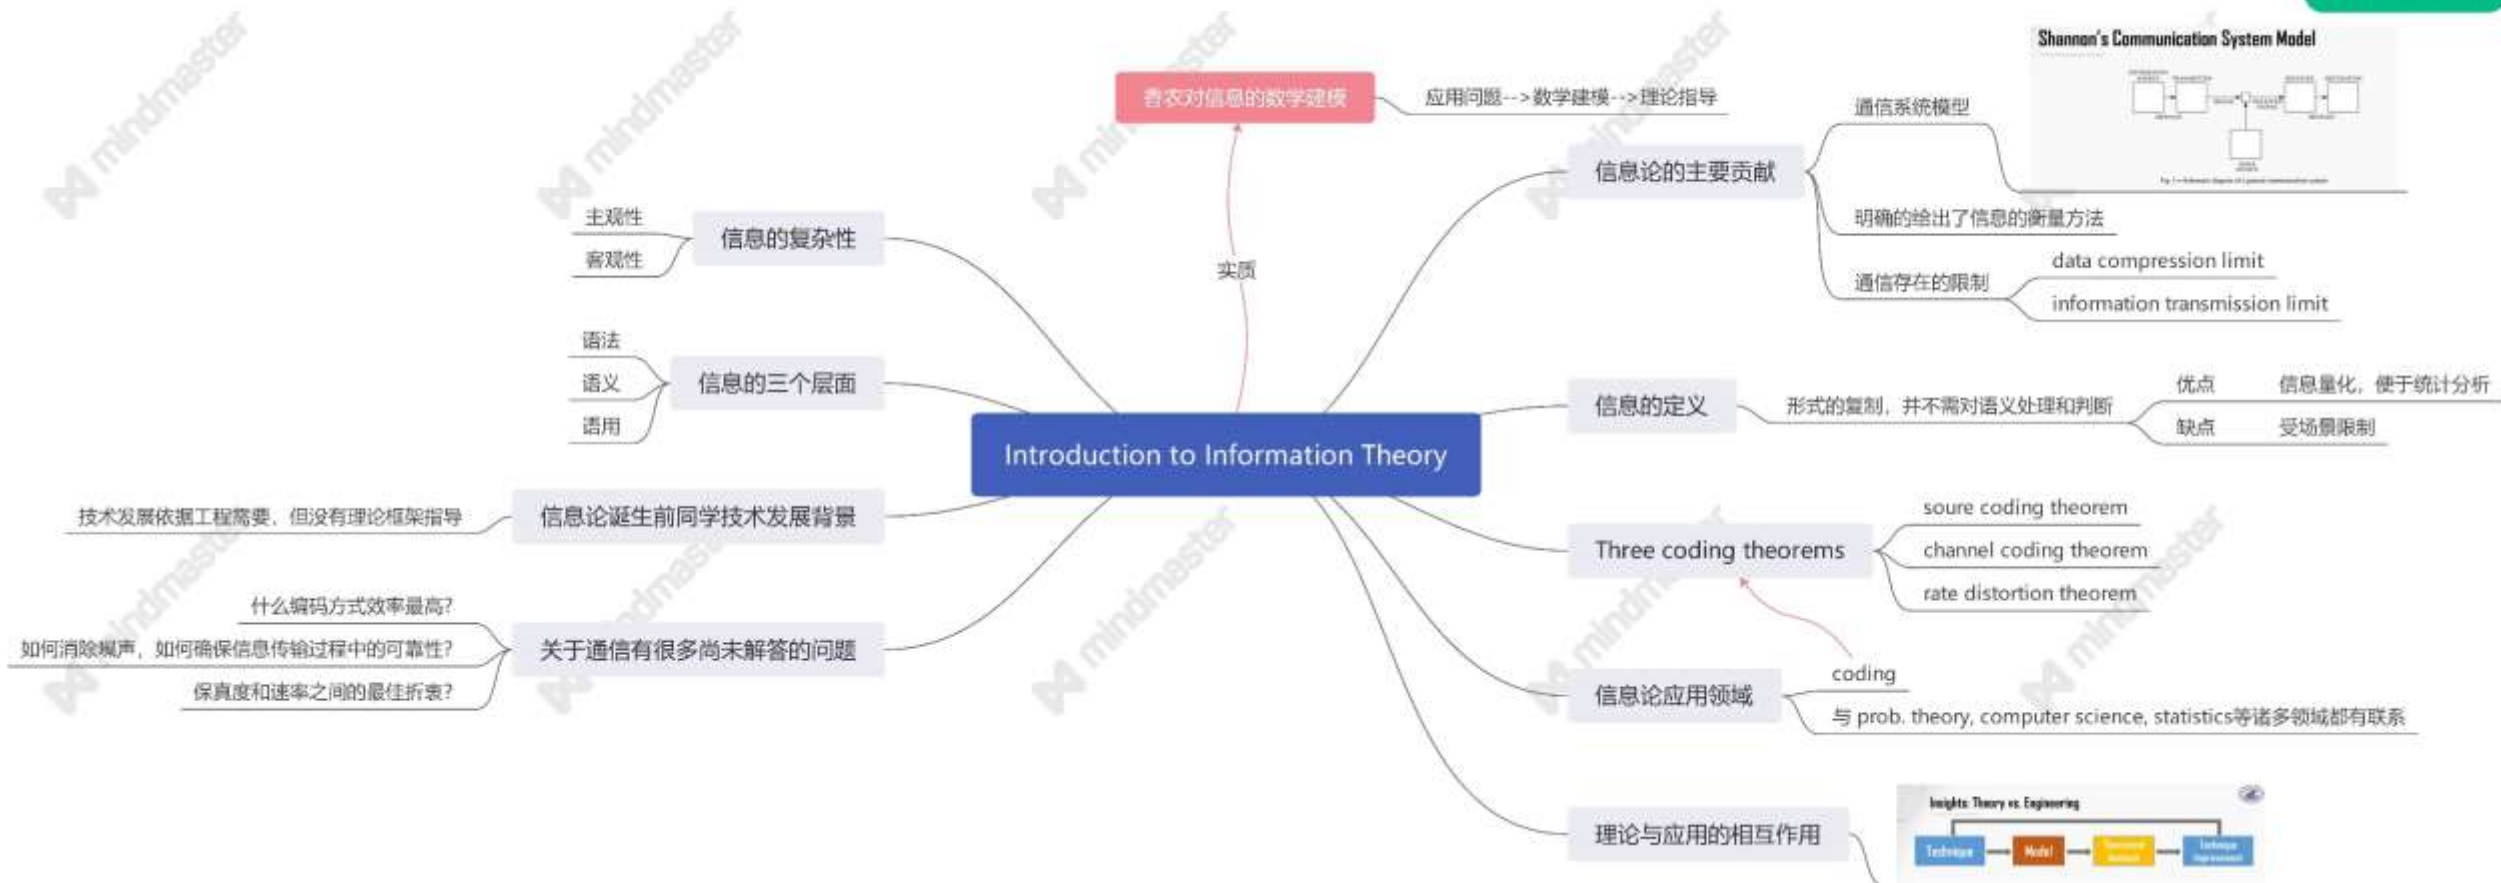 Shannon's Communication System Model
香农对信息的数学建模
应用问题-->数学建模-->理论指导
实质
信息的复杂性
主观性
客观性
信息的三个层面
语法
语义
语用
信息论诞生前同学技术发展背景
技术发展依据工程需要，但没有理论框架指导
关于通信有很多尚未解答的问题
什么编码方式效率最高?
如何消除噪声，如何确保信息传输过程中的可靠性?
保真度和速率之间的最佳折衷?
Introduction to Information Theory
信息论的主要贡献
通信系统模型
明确的给出了信息的衡量方法
通信存在的限制
data compression limit
information transmission limit
信息的定义
形式的复制，并不需对语义处理和判断
优点
信息量化，便于统计分析
缺点
受场景限制
Three coding theorems
soure coding theorem
channel coding theorem
rate distortion theorem
信息论应用领域
coding
与 prob. theory, computer science, statistics等诸多领域都有联系
理论与应用的相互作用
Insights: Theory vs. Engineering
Technique
Model
mindmaster
mindmaster
mindmaster
mindmaster
mindmaster
mindmaster
mindmaster
mindmaster
mindmaster